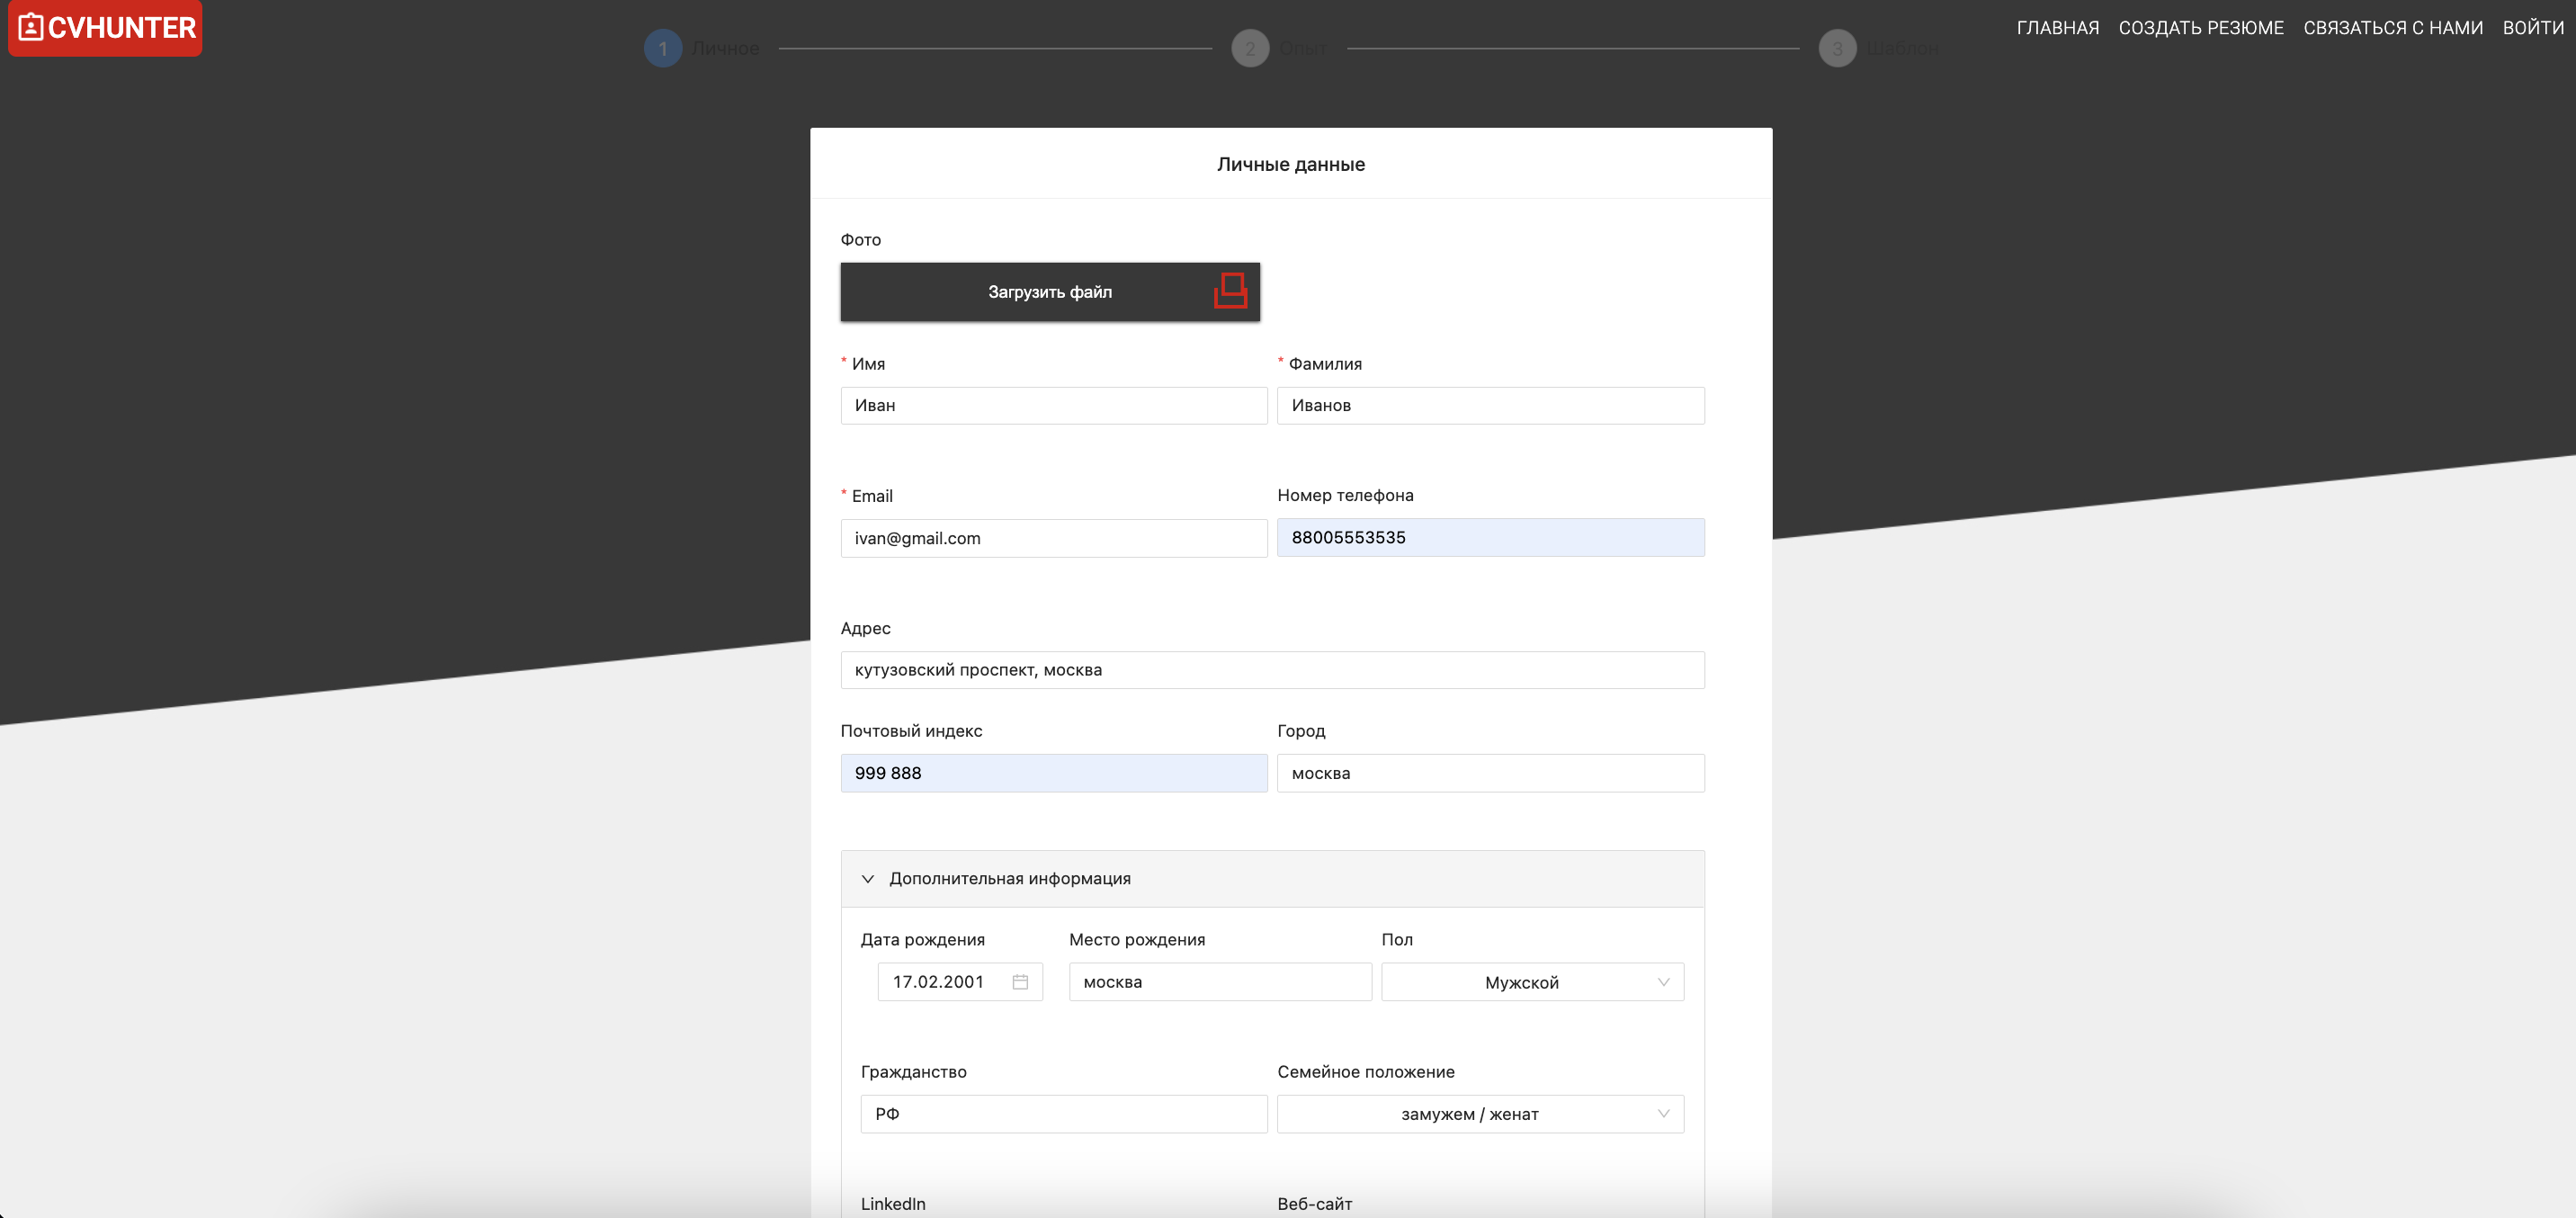 CVHUNTER
1 Личное 2 Опыт 3 Шаблон
ГЛАВНАЯ СОЗДАТЬ РЕЗЮМЕ СВЯЗАТЬСЯ С НАМИ ВОЙТИ
Личные данные
Фото
Загрузить файл
* Имя * Фамилия
Иван Иванов
* Email Номер телефона
ivan@gmail.com 88005553535
Адрес
кутузовский проспект, москва
Почтовый индекс Город
999 888 москва
Дополнительная информация
Дата рождения Место рождения Пол
17.02.2001 москва Мужской
Гражданство Семейное положение
РФ замужем / женат
LinkedIn Веб-сайт